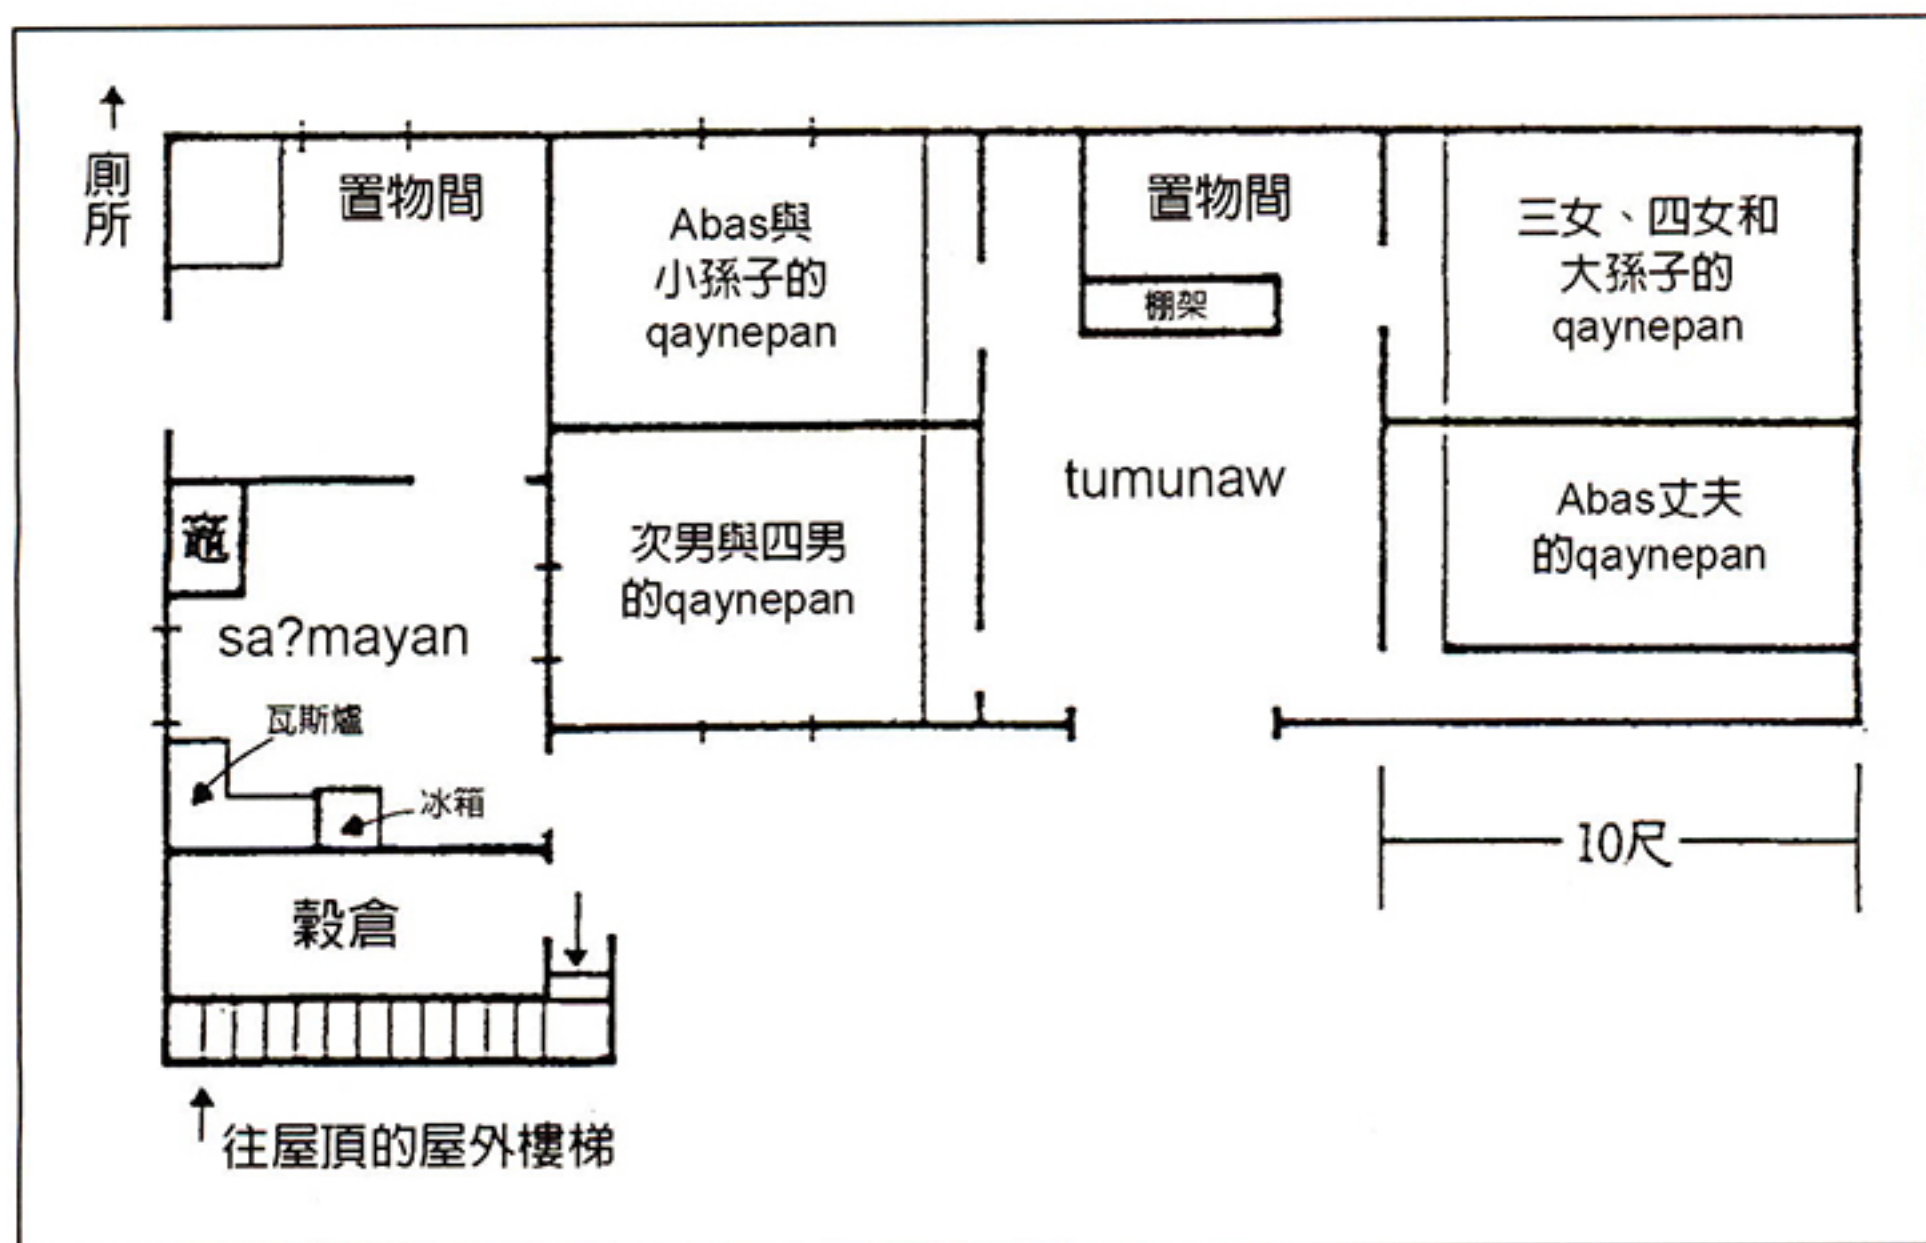 廁所
置物間
Abas與
小孫子的
qaynepan
置物間
棚架
三女、四女和
大孫子的
qaynepan
竈
sa?mayan
次男與四男
的qaynepan
tumunaw
Abas丈夫
的qaynepan
瓦斯爐
冰箱
10尺
穀倉
往屋頂的屋外樓梯